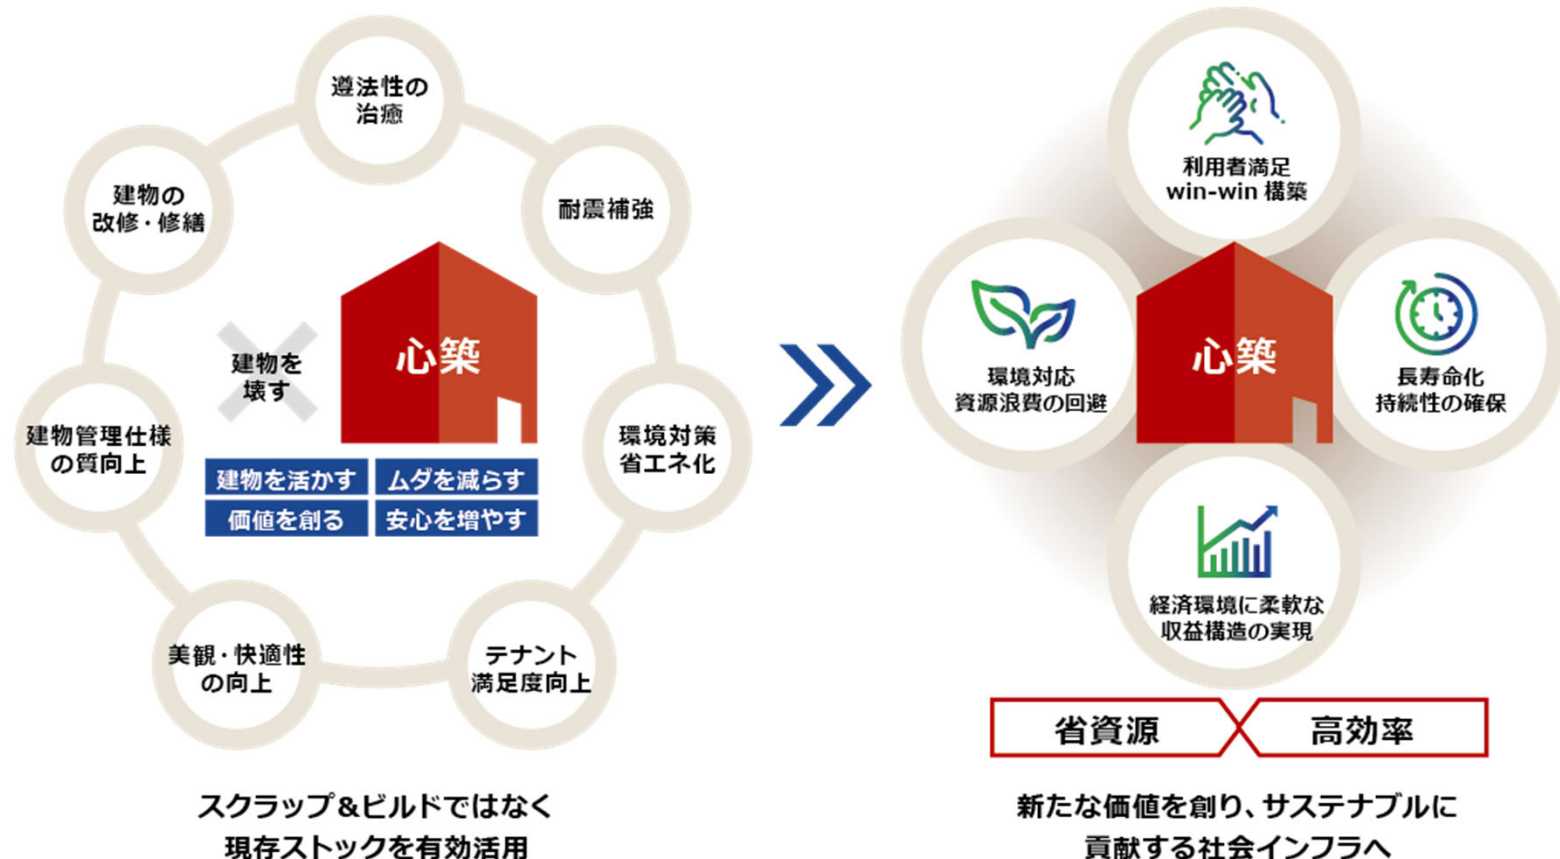 遵法性の
治癒
建物の
改修・修繕
耐震補強
建物を
壊す
心築
建物管理仕様
の質向上
環境対策
省エネ化
建物を活かす
ムダを減らす
価値を創る
安心を増やす
美観・快適性
の向上
テナント
満足度向上
スクラップ&ビルドではなく
現存ストックを有効活用
利用者満足
win-win 構築
環境対応
資源浪費の回避
心築
長寿命化
持続性の確保
経済環境に柔軟な
収益構造の実現
省資源
高効率
新たな価値を創り、サステナブルに
貢献する社会インフラへ